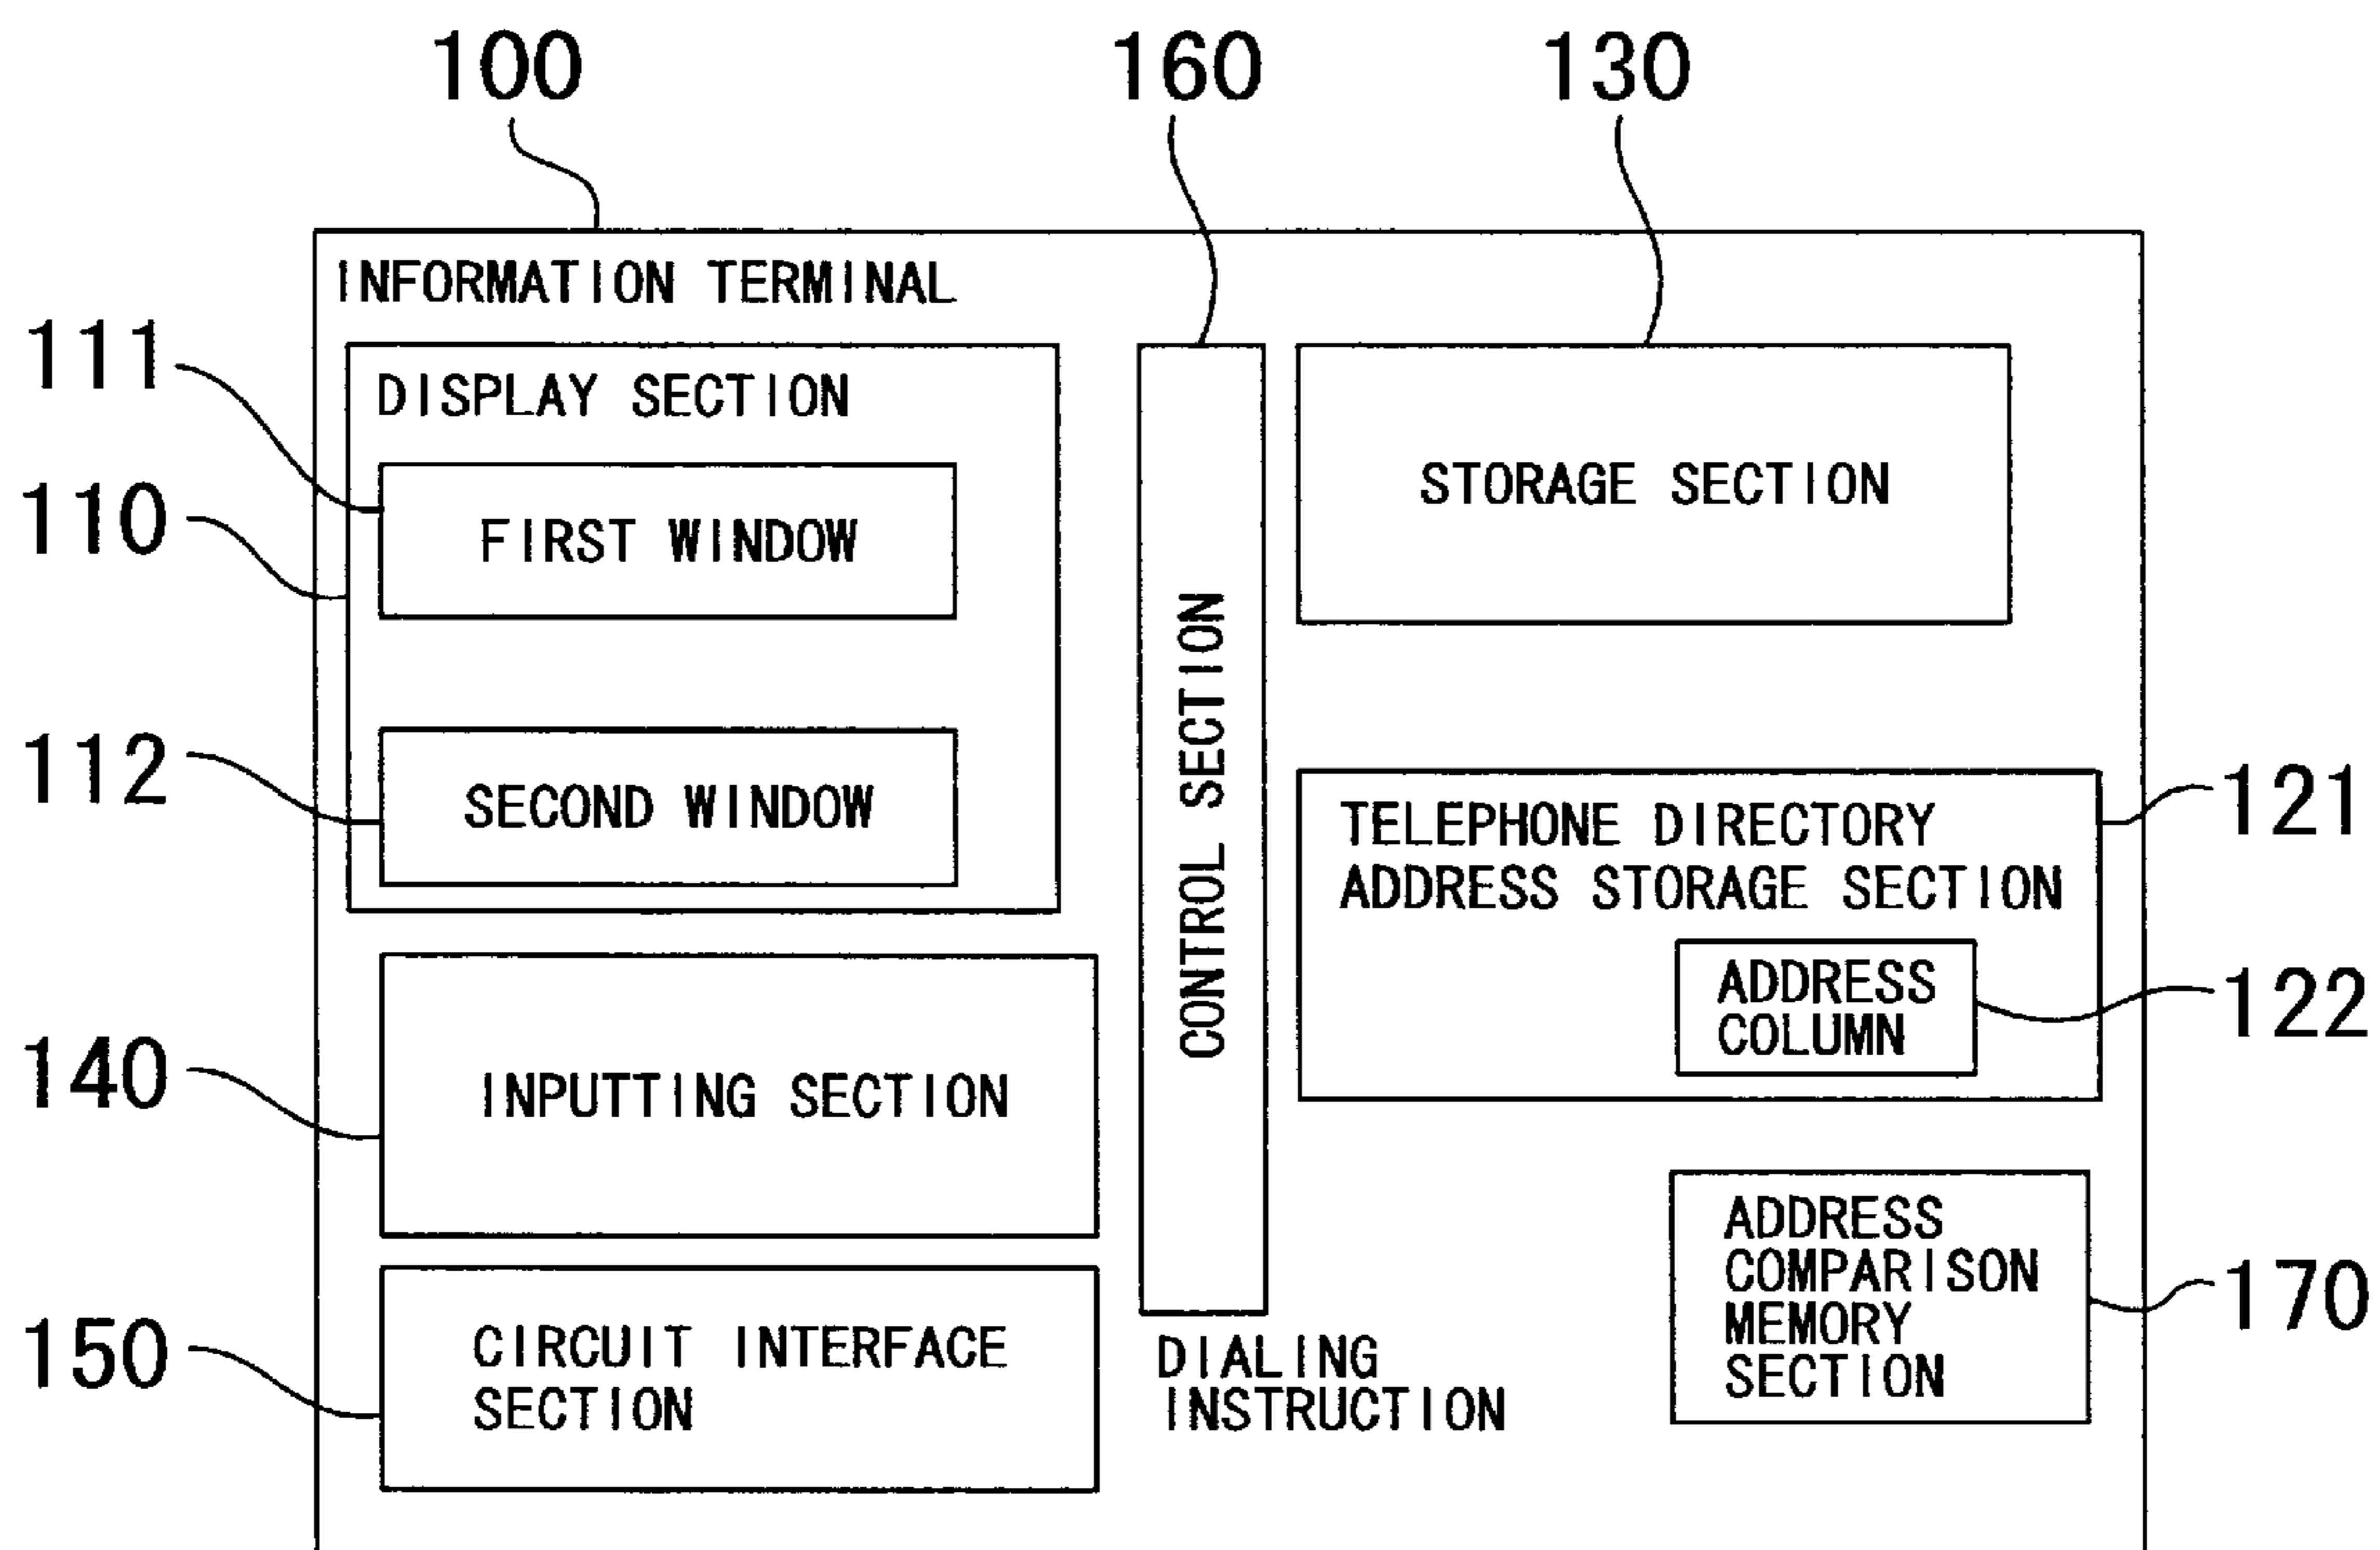 100
160
130
INFORMATION TERMINAL
111
DISPLAY SECTION
110
FIRST WINDOW
STORAGE SECTION
CONTROL SECTION
112
SECOND WINDOW
121
TELEPHONE DIRECTORY
ADDRESS STORAGE SECTION
ADDRESS
COLUMN
122
140
INPUTTING SECTION
ADDRESS
COMPARISON
MEMORY
SECTION
170
150
CIRCUIT INTERFACE
SECTION
DIALING
INSTRUCTION